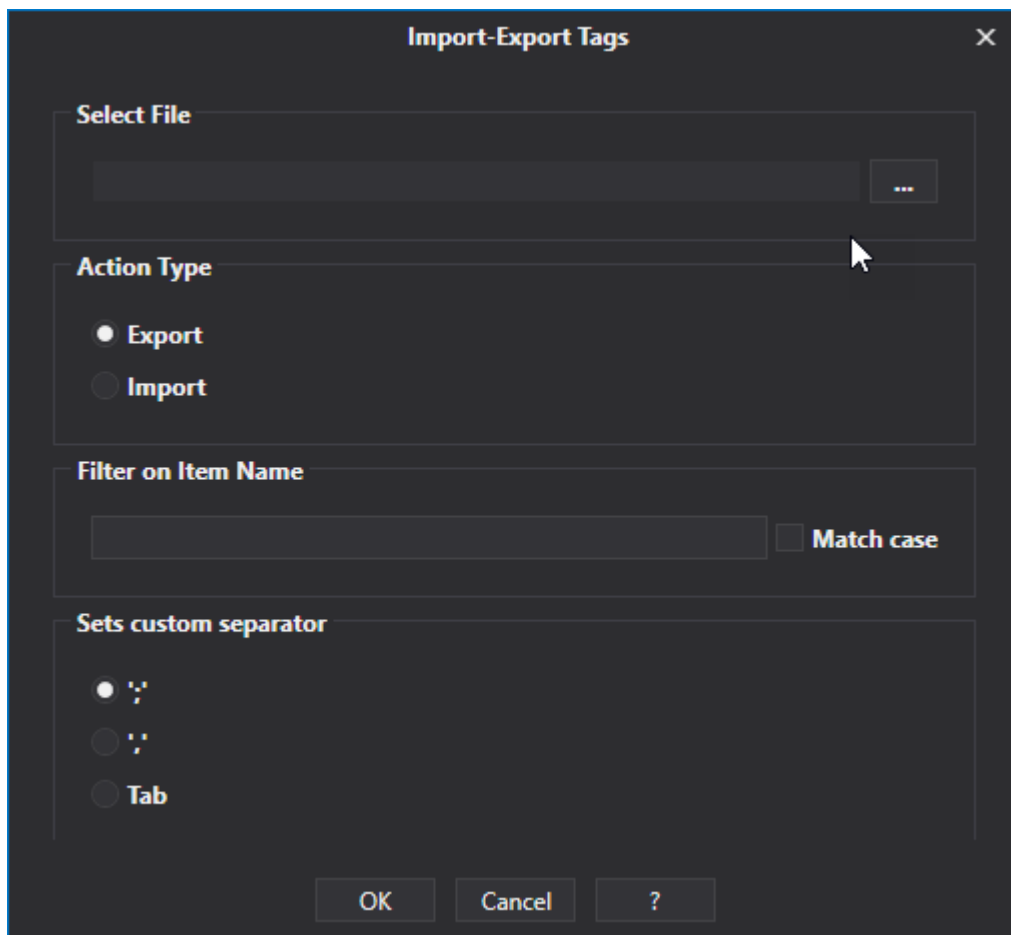 Import-Export Tags
Select File
...
Action Type
Export
Import
Filter on Item Name
Match case
Sets custom separator
';'
','
Tab
OK Cancel ?